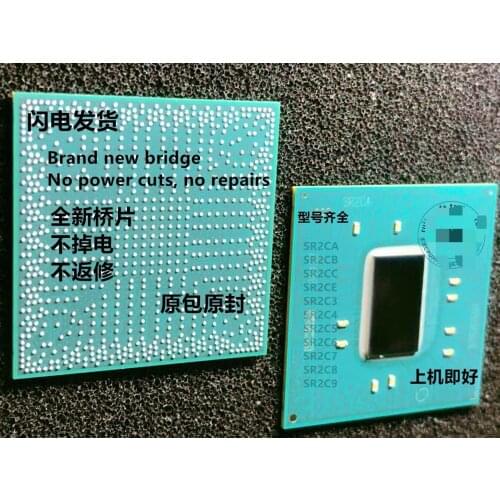 闪电发货
Brand new bridge
No power cuts, no repairs
全新桥片
不掉电
不返修
原包原封
SR2C4
型号齐全
SR2CA
SR2CB
SR2CC
SR2CE
SR2C3
SR2C4
SR2C5
SR2C6
SR2C7
SR2C8
SR2C9
上机即好